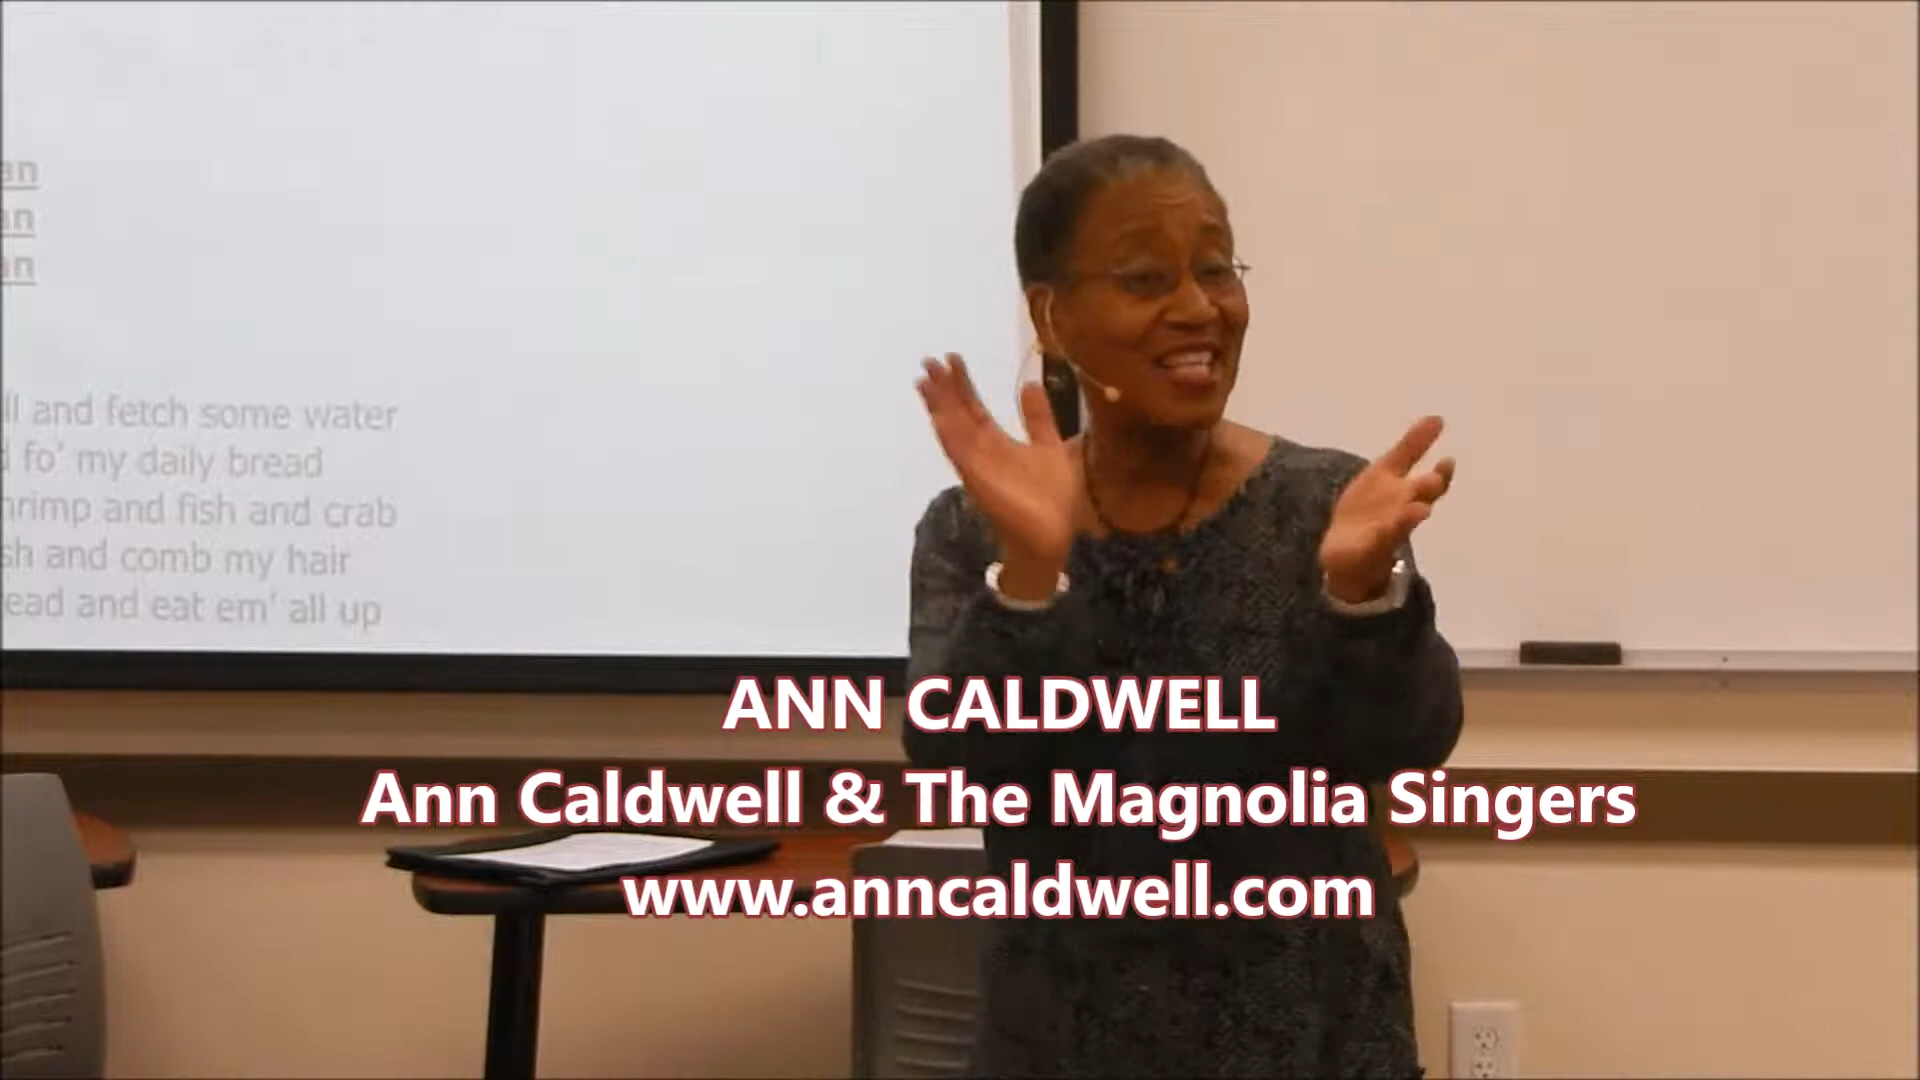 an
an
an
ll and fetch some water
fo' my daily bread
hrimp and fish and crab
sh and comb my hair
ead and eat em' all up
ANN CALDWELL
Ann Caldwell & The Magnolia Singers
www.anncaldwell.com